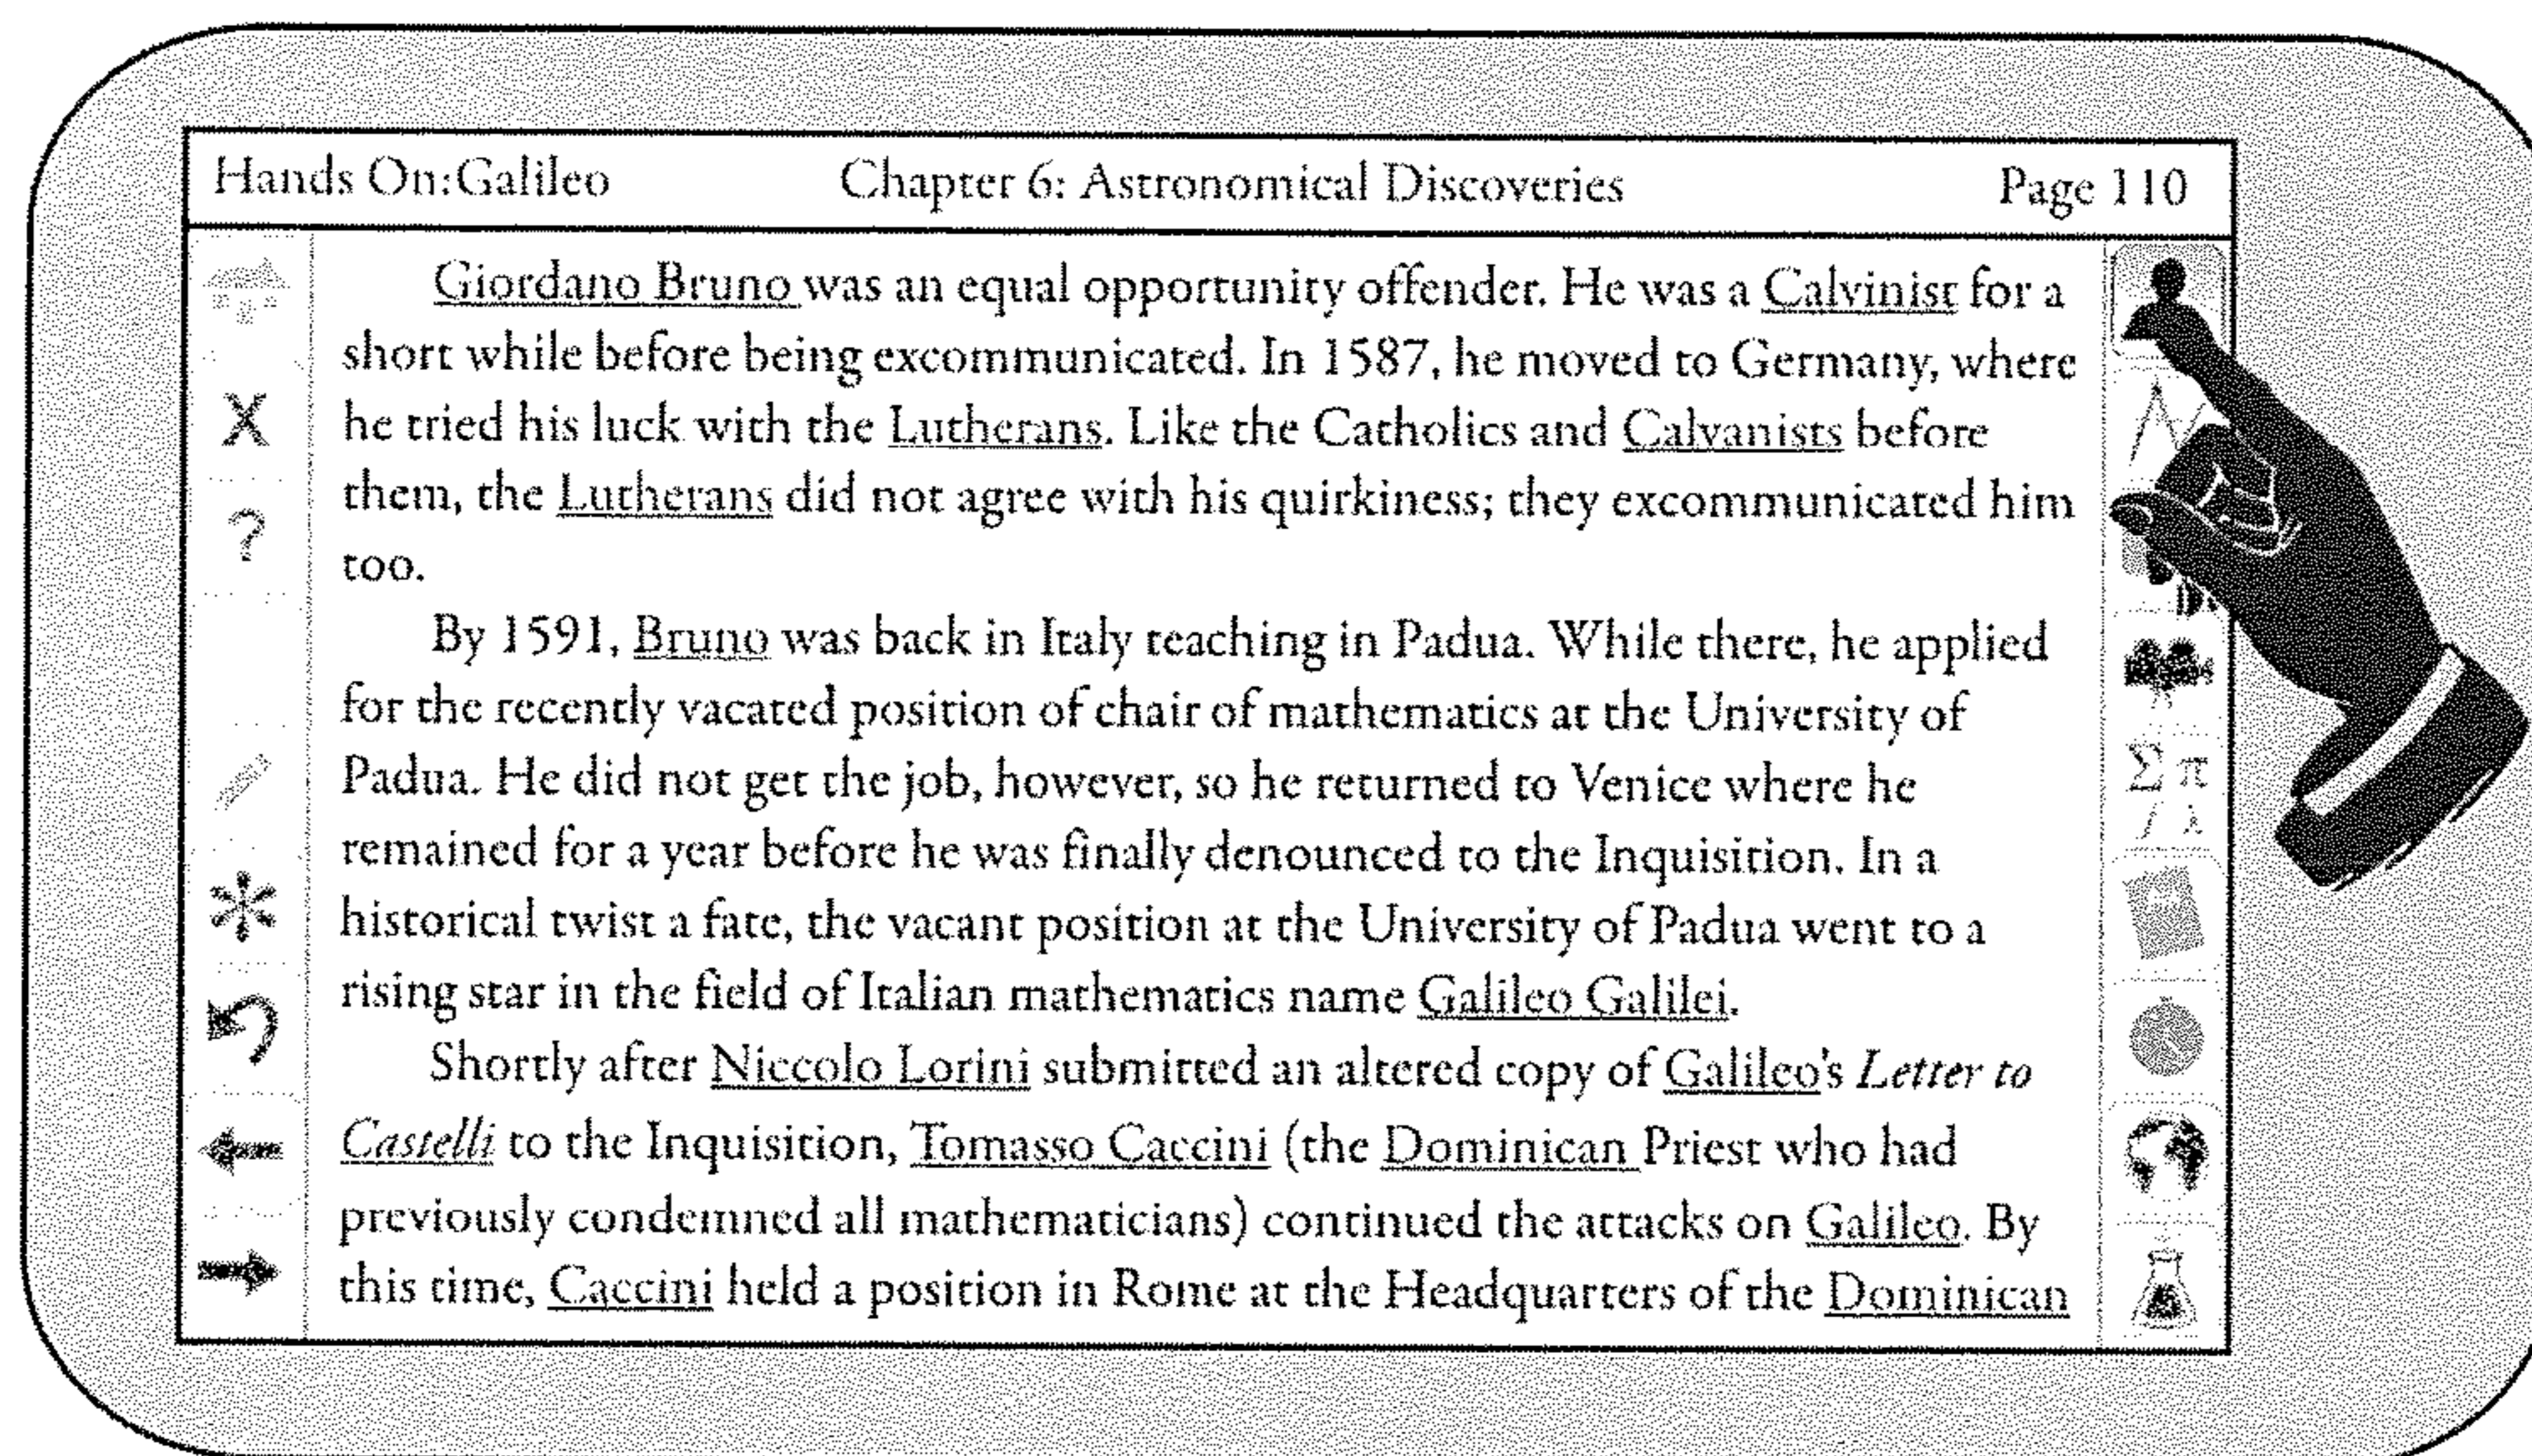 Hands On:Galileo Chapter 6: Astronomical Discoveries Page 110
Giordano Bruno was an equal opportunity offender. He was a Calvinist for a
short while before being excommunicated. In 1587, he moved to Germany, where
he tried his luck with the Lutherans. Like the Catholics and Calvanists before
them, the Lutherans did not agree with his quirkiness; they excommunicated him
too.
By 1591, Bruno was back in Italy teaching in Padua. While there, he applied
for the recently vacated position of chair of mathematics at the University of
Padua. He did not get the job, however, so he returned to Venice where he
remained for a year before he was finally denounced to the Inquisition. In a
historical twist a fate, the vacant position at the University of Padua went to a
rising star in the field of Italian mathematics name Galileo Galilei.
Shortly after Niccolo Lorini submitted an altered copy of Galileo's Letter to
Castelli to the Inquisition, Tomasso Caccini (the Dominican Priest who had
previously condemned all mathematicians) continued the attacks on Galileo. By
this time, Caccini held a position in Rome at the Headquarters of the Dominican
X
?
Σ π
∫ λ